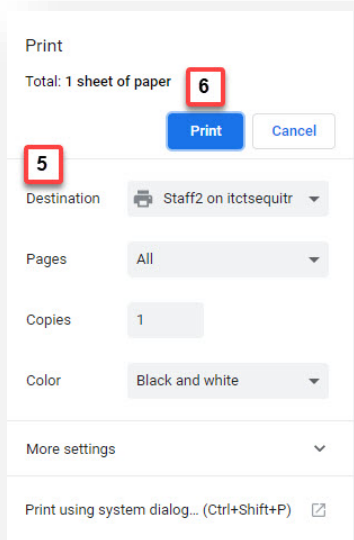 Print
Total: 1 sheet of paper
6
Print Cancel
5
Destination Staff2 on itctsequitr
Pages All
Copies 1
Color Black and white
More settings
Print using system dialog... (Ctrl+Shift+P)